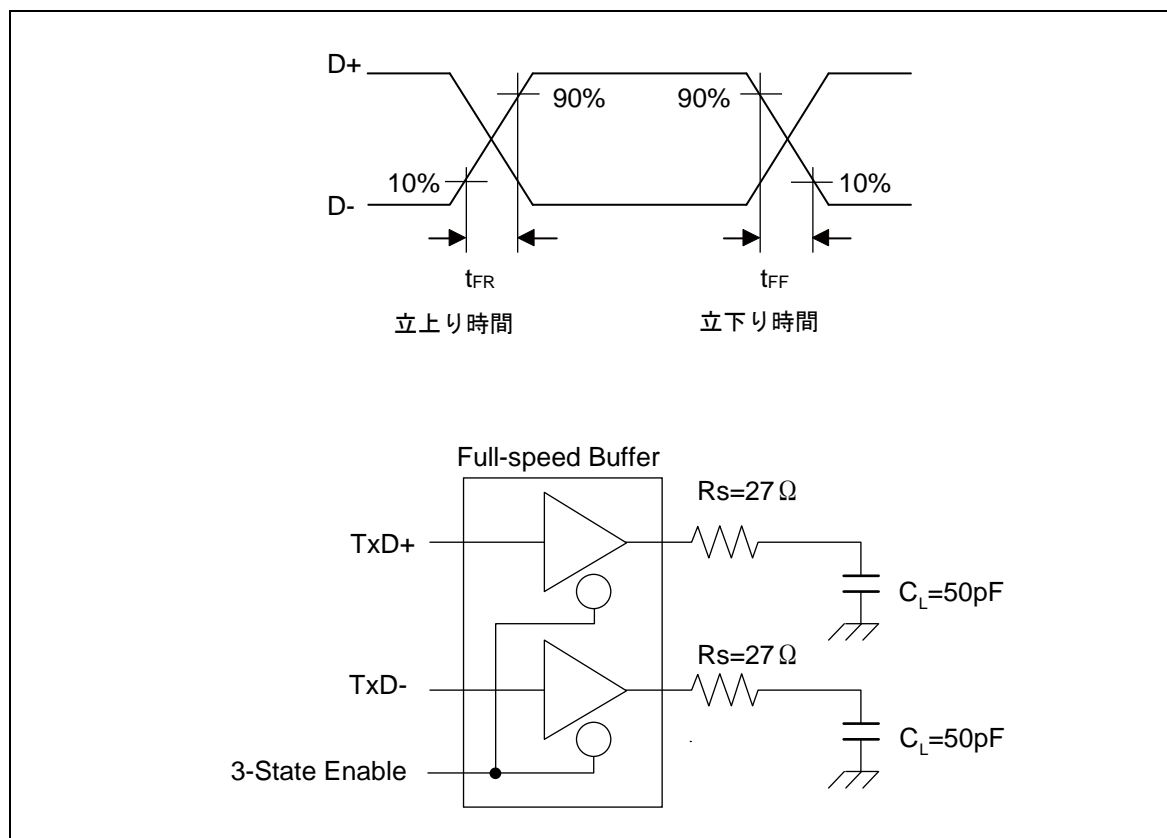 D+
90%
90%
10%
10%
D-
tFR
tFF
立上り時間
立下り時間
Full-speed Buffer
Rs=27Ω
TxD+
CL=50pF
Rs=27Ω
TxD-
CL=50pF
3-State Enable